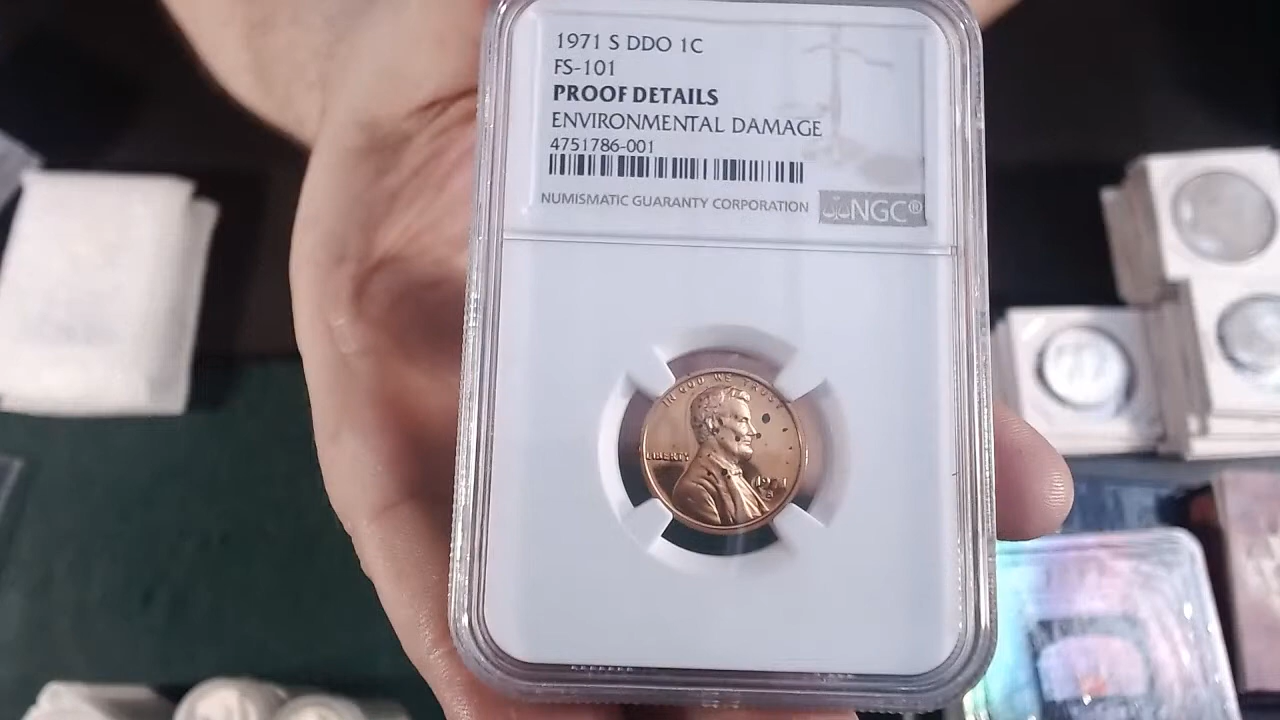 1971 S DDO 1C
FS-101
PROOF DETAILS
ENVIRONMENTAL DAMAGE
4751786-001
NUMISMATIC GUARANTY CORPORATION
NGC®
IN GOD WE TRUST
LIBERTY
1971
S